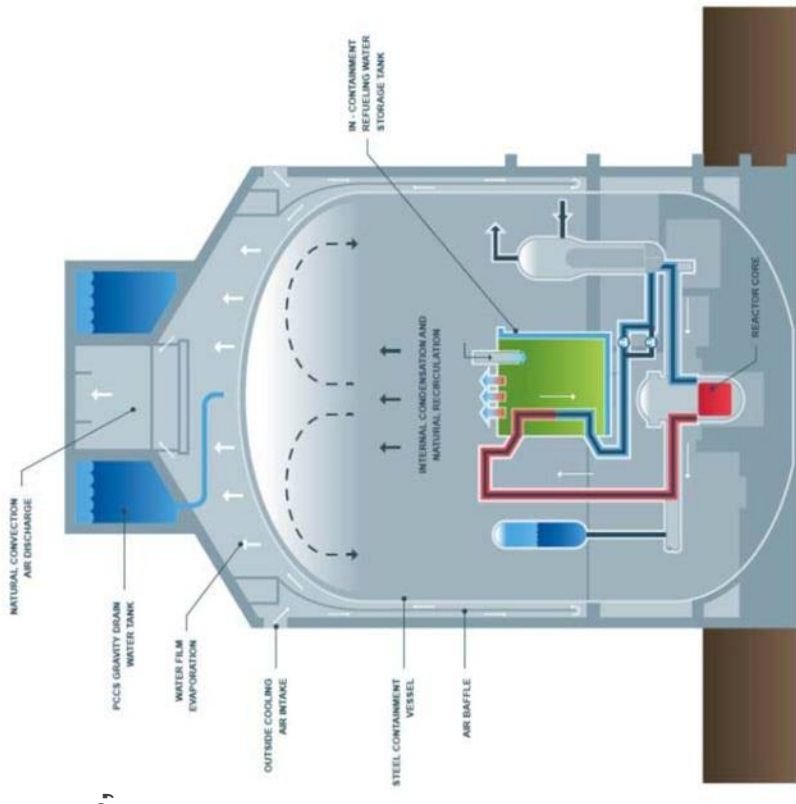 NATURAL CONVECTION
AIR DISCHARGE
PCCS GRAVITY DRAIN
WATER TANK
WATER FILM
EVAPORATION
OUTSIDE COOLING
AIR INTAKE
STEEL CONTAINMENT
VESSEL
AIR BAFFLE
INTERNAL CONDENSATION AND
NATURAL RECIRCULATION
IN - CONTAINMENT
REFUELING WATER
STORAGE TANK
REACTOR CORE